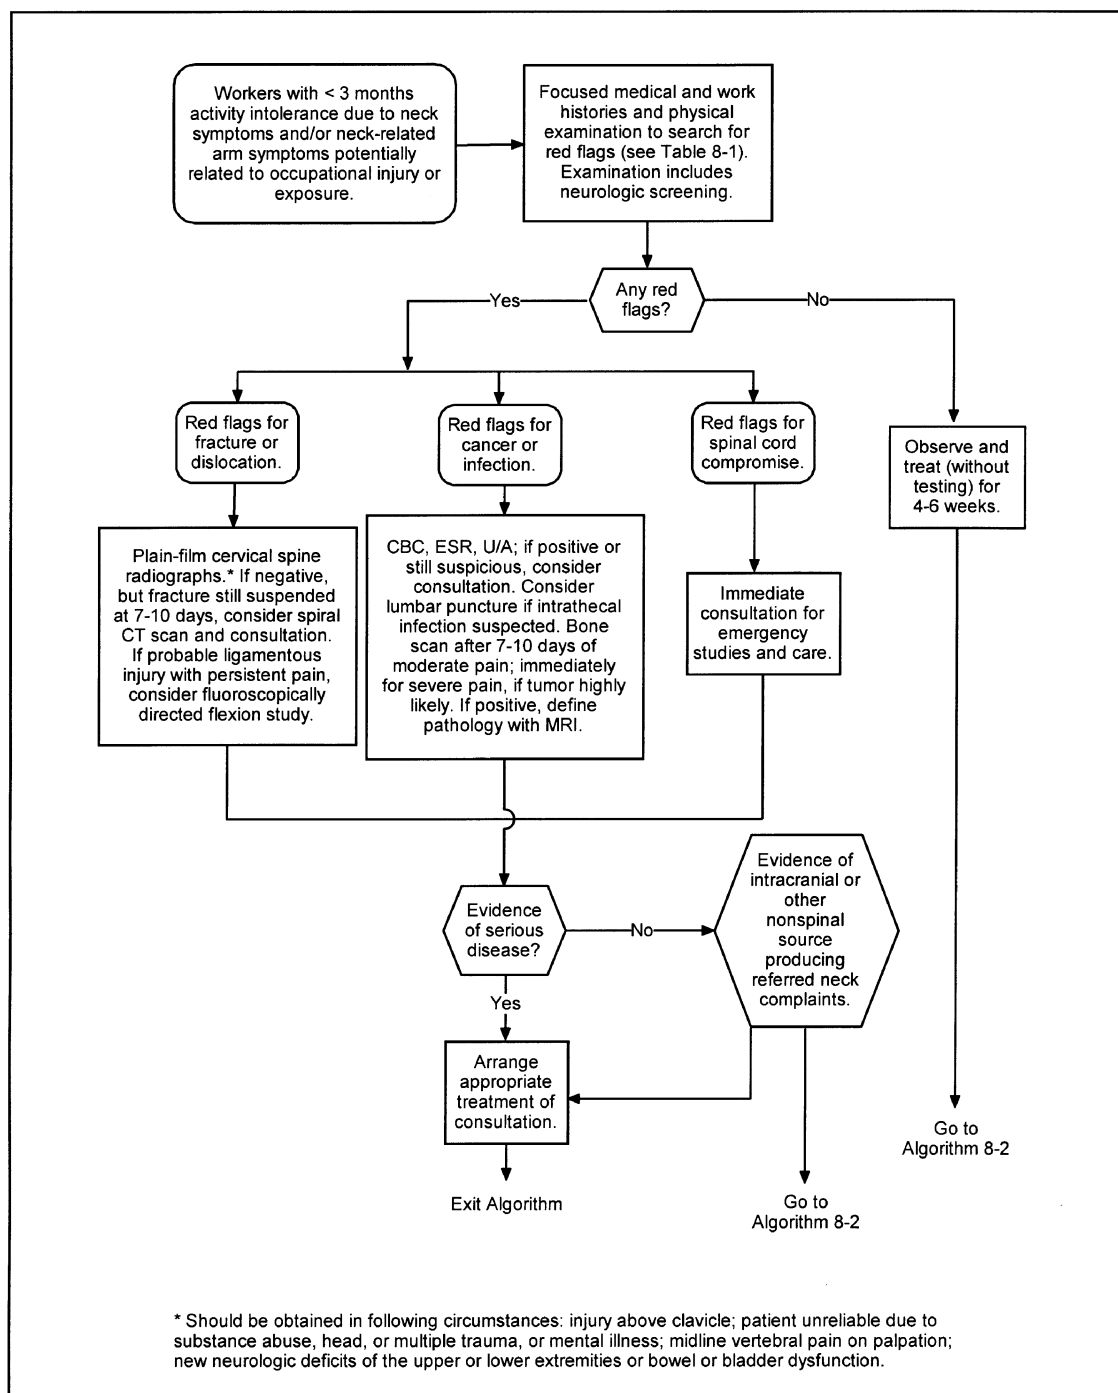 Workers with < 3 months
activity intolerance due to neck
symptoms and/or neck-related
arm symptoms potentially
related to occupational injury or
exposure.
Focused medical and work
histories and physical
examination to search for
red flags (see Table 8-1).
Examination includes
neurologic screening.
Any red
flags?
Yes
No
Red flags for
fracture or
dislocation.
Red flags for
cancer or
infection.
Red flags for
spinal cord
compromise.
Observe and
treat (without
testing) for
4-6 weeks.
Plain-film cervical spine
radiographs.* If negative,
but fracture still suspended
at 7-10 days, consider spiral
CT scan and consultation.
If probable ligamentous
injury with persistent pain,
consider fluoroscopically
directed flexion study.
CBC, ESR, U/A; if positive or
still suspicious, consider
consultation. Consider
lumbar puncture if intrathecal
infection suspected. Bone
scan after 7-10 days of
moderate pain; immediately
for severe pain, if tumor highly
likely. If positive, define
pathology with MRI.
Immediate
consultation for
emergency
studies and care.
Evidence
of serious
disease?
No
Evidence of
intracranial or
other
nonspinal
source
producing
referred neck
complaints.
Yes
Arrange
appropriate
treatment of
consultation.
Exit Algorithm
Go to
Algorithm 8-2
Go to
Algorithm 8-2
* Should be obtained in following circumstances: injury above clavicle; patient unreliable due to
substance abuse, head, or multiple trauma, or mental illness; midline vertebral pain on palpation;
new neurologic deficits of the upper or lower extremities or bowel or bladder dysfunction.